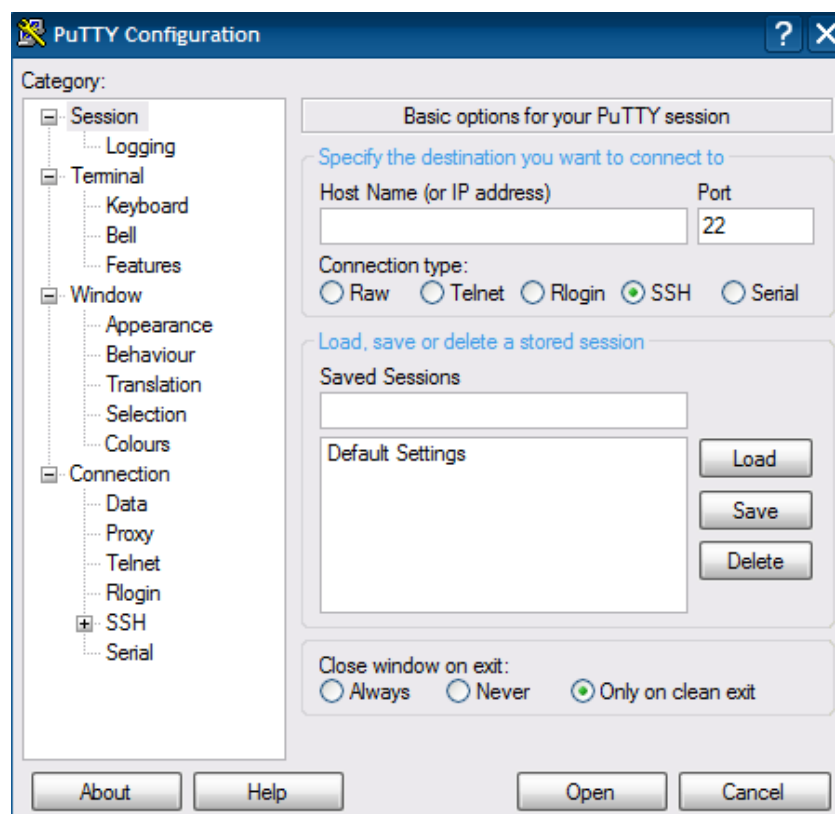 PuTTY Configuration
?
X
Category:
Session
Logging
Terminal
Keyboard
Bell
Features
Window
Appearance
Behaviour
Translation
Selection
Colours
Connection
Data
Proxy
Telnet
Rlogin
SSH
Serial
Basic options for your PuTTY session
Specify the destination you want to connect to
Host Name (or IP address) Port
22
Connection type:
Raw Telnet Rlogin SSH Serial
Load, save or delete a stored session
Saved Sessions
Default Settings
Load
Save
Delete
Close window on exit:
Always Never Only on clean exit
About Help Open Cancel